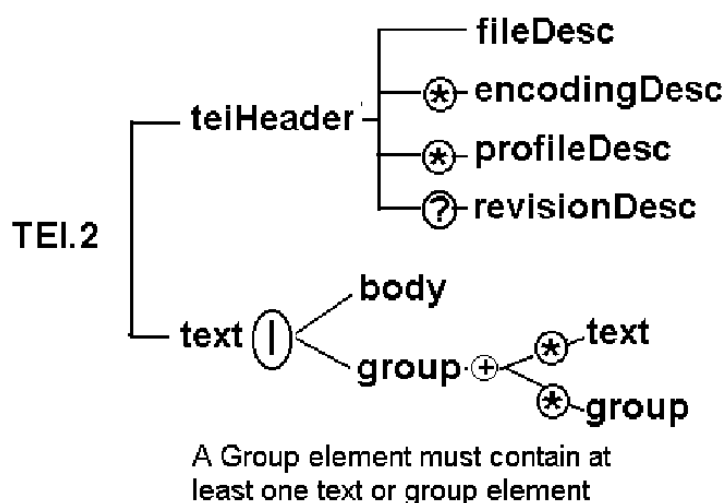 fileDesc
* encodingDesc
teiHeader
* profileDesc
? revisionDesc
TEI.2
body
text |
* text
group +
* group
A Group element must contain at
least one text or group element